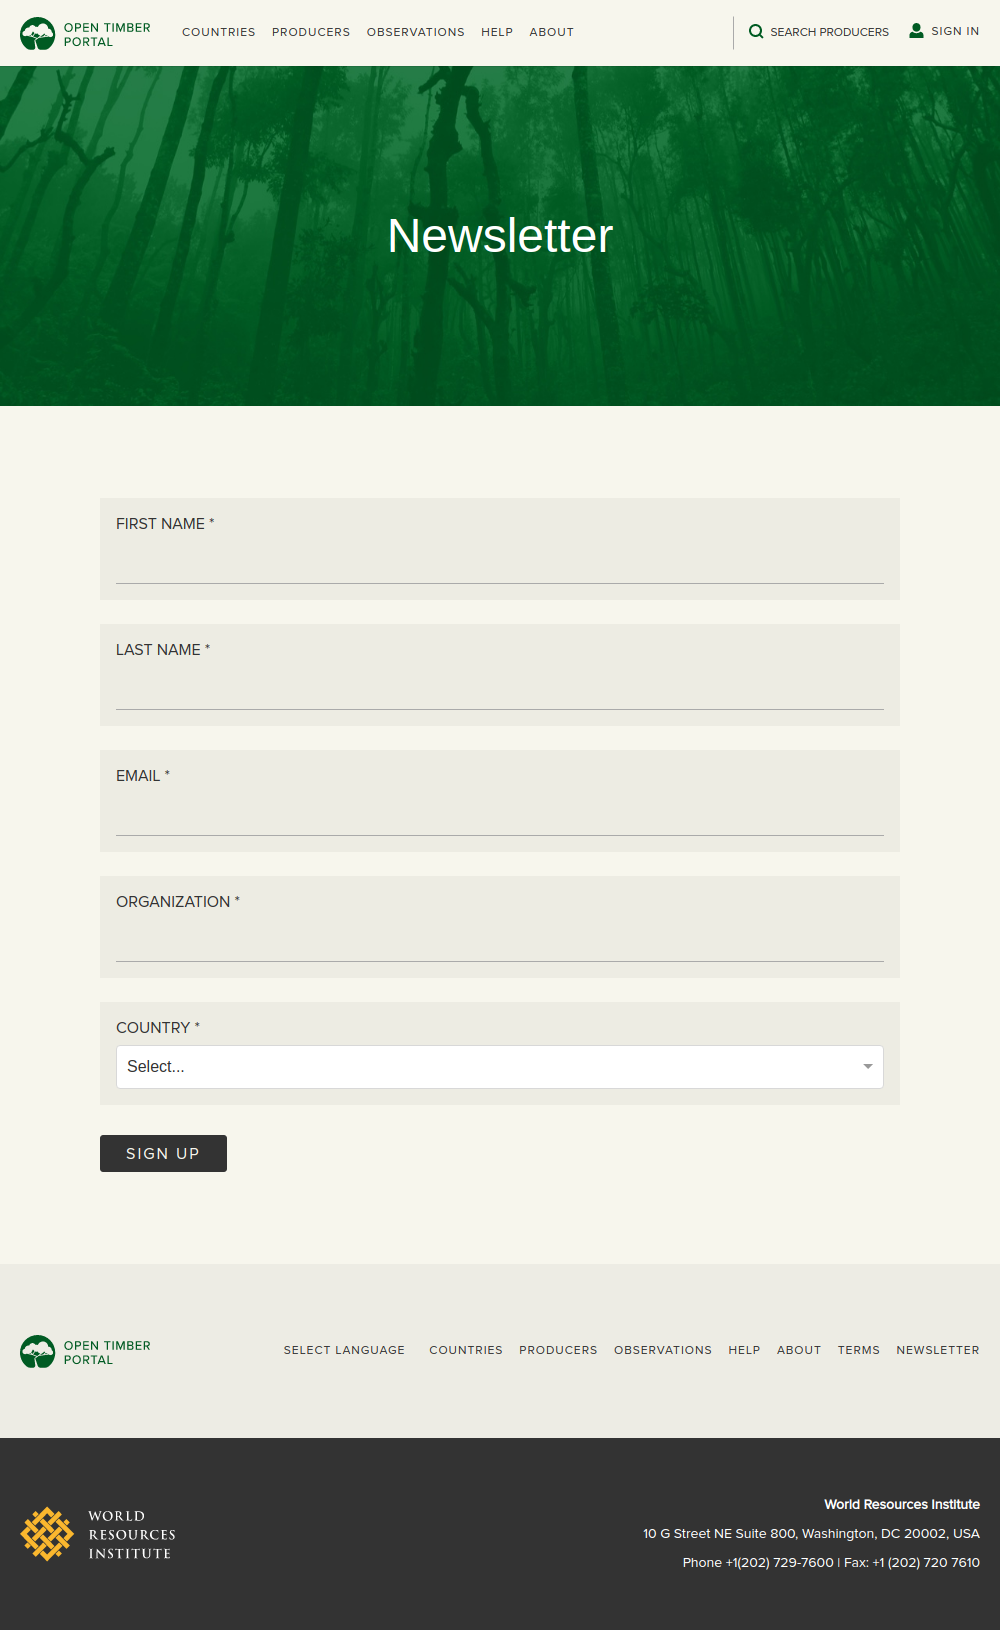 OPEN TIMBER
PORTAL
COUNTRIES PRODUCERS OBSERVATIONS HELP ABOUT
SEARCH PRODUCERS SIGN IN
Newsletter
FIRST NAME *
LAST NAME *
EMAIL *
ORGANIZATION *
COUNTRY *
Select...
SIGN UP
OPEN TIMBER
PORTAL
SELECT LANGUAGE COUNTRIES PRODUCERS OBSERVATIONS HELP ABOUT TERMS NEWSLETTER
WORLD
RESOURCES
INSTITUTE
World Resources Institute
10 G Street NE Suite 800, Washington, DC 20002, USA
Phone +1(202) 729-7600 | Fax: +1 (202) 720 7610